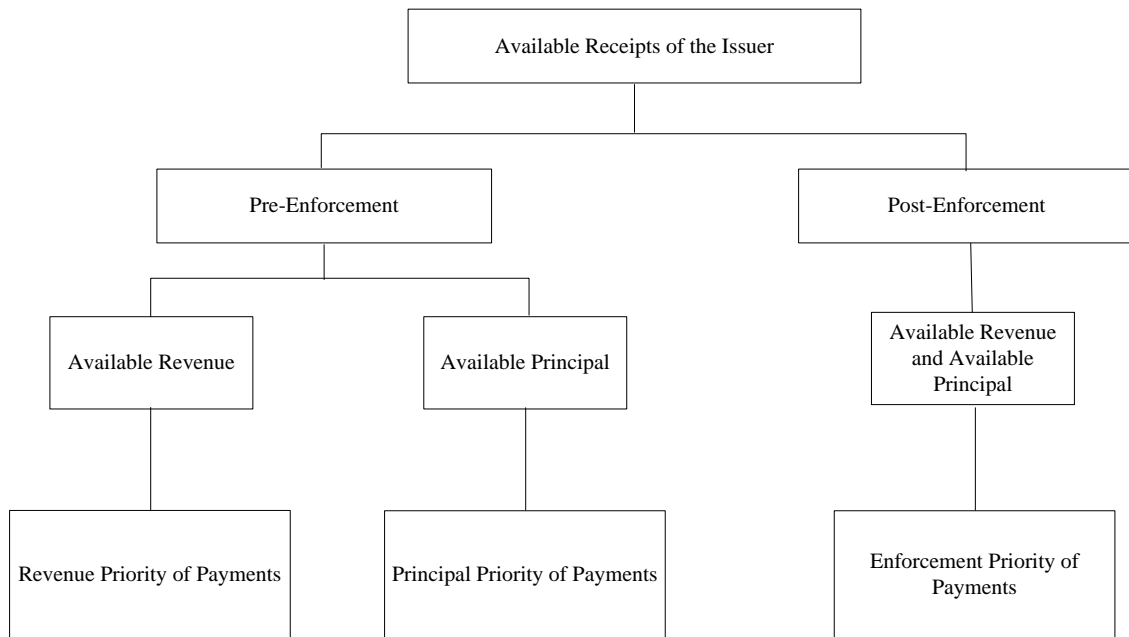 Available Receipts of the Issuer
Pre-Enforcement
Post-Enforcement
Available Revenue
Available Principal
Available Revenue
and Available
Principal
Revenue Priority of Payments
Principal Priority of Payments
Enforcement Priority of
Payments